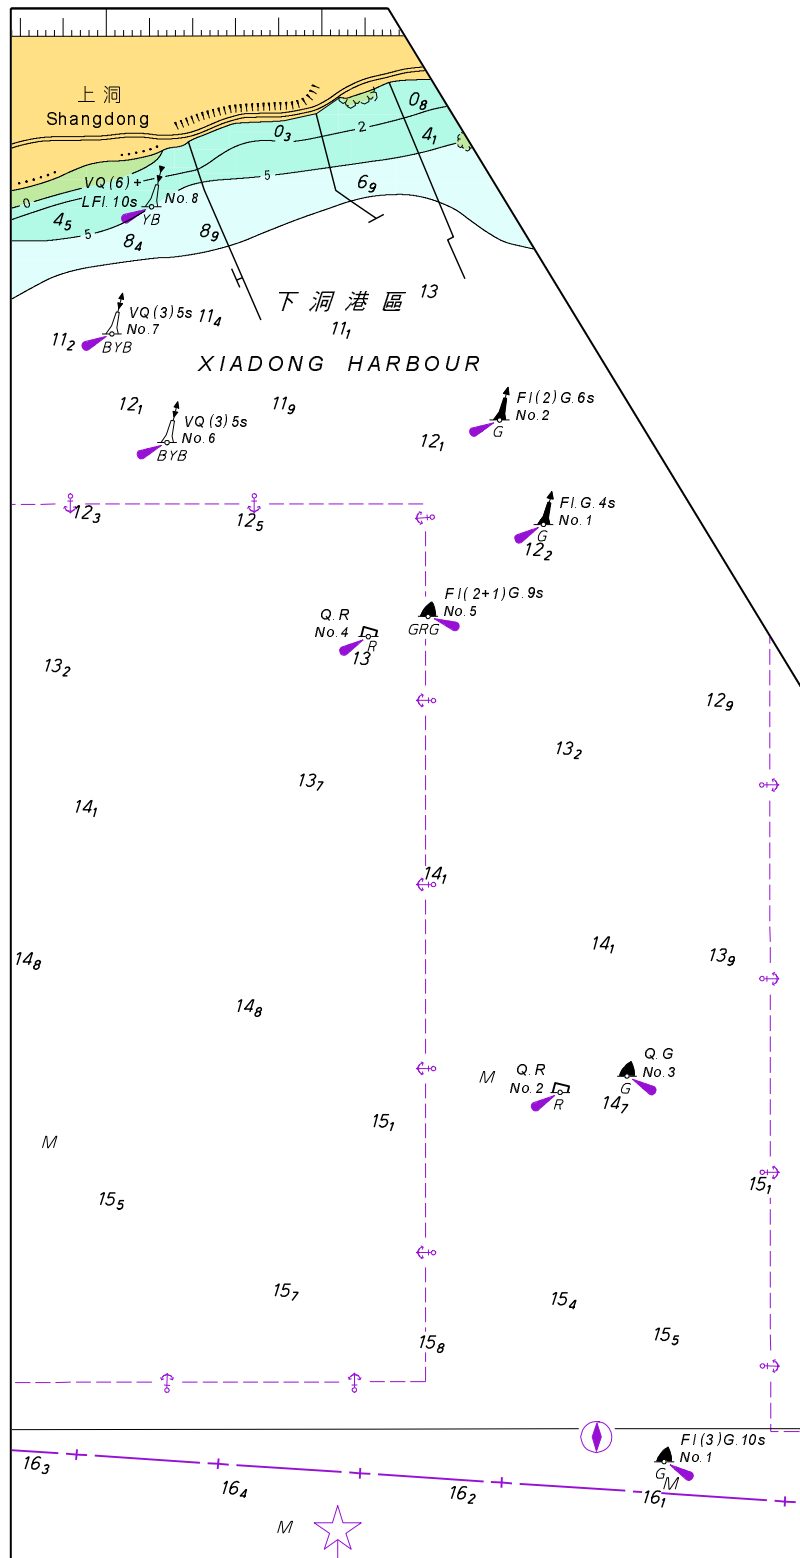 上洞
Shangdong
0₈
0₃
2
4₁
5
6₉
VQ(6)+
LFl.10s
No.8
YB
0
4₅
5
8₄
8₉
下洞港區
13
VQ(3)5s
No.7
BYB
11₄
11₂
11₁
XIADONG HARBOUR
12₁
11₉
VQ(3)5s
No.6
BYB
Fl(2)G.6s
No.2
G
12₁
12₃
12₅
Fl.G.4s
No.1
G
12₂
Fl(2+1)G.9s
No.5
GRG
Q.R
No.4
R
13
13₂
12₉
13₂
13₇
14₁
14₁
14₁
13₉
14₈
14₈
Q.G
No.3
G
Q.R
No.2
R
M
14₇
15₁
M
15₁
15₅
15₇
15₄
15₅
15₈
Fl(3)G.10s
No.1
G
M
16₃
16₄
16₂
16₁
M